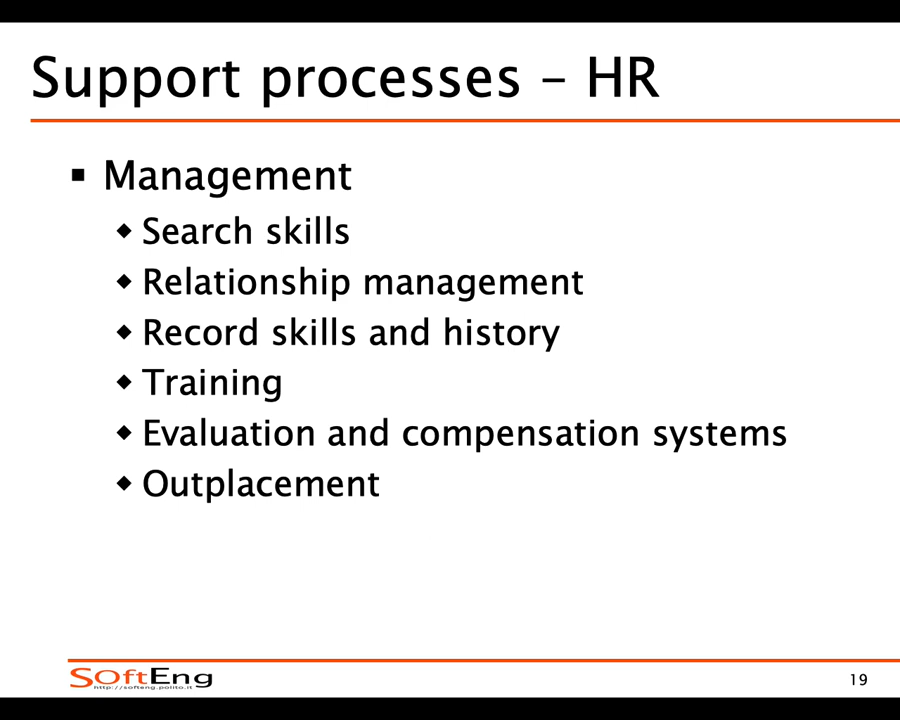 Support processes – HR
▪ Management
◆ Search skills
◆ Relationship management
◆ Record skills and history
◆ Training
◆ Evaluation and compensation systems
◆ Outplacement
SOftEng
http://softeng.polito.it
19